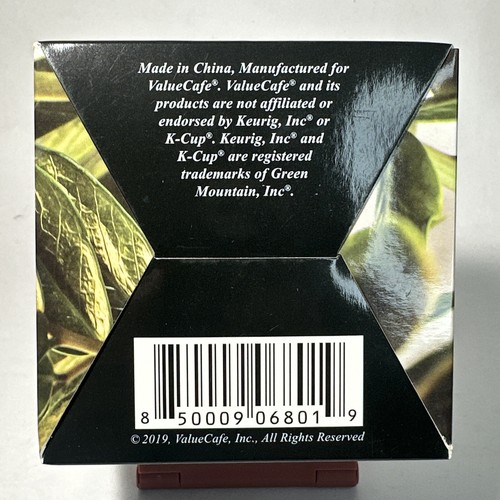 Made in China, Manufactured for
ValueCafe®. ValueCafe® and its
products are not affiliated or
endorsed by Keurig, Inc® or
K-Cup®. Keurig, Inc® and
K-Cup® are registered
trademarks of Green
Mountain, Inc®.
8 50009 06801 9
© 2019, ValueCafe, Inc., All Rights Reserved